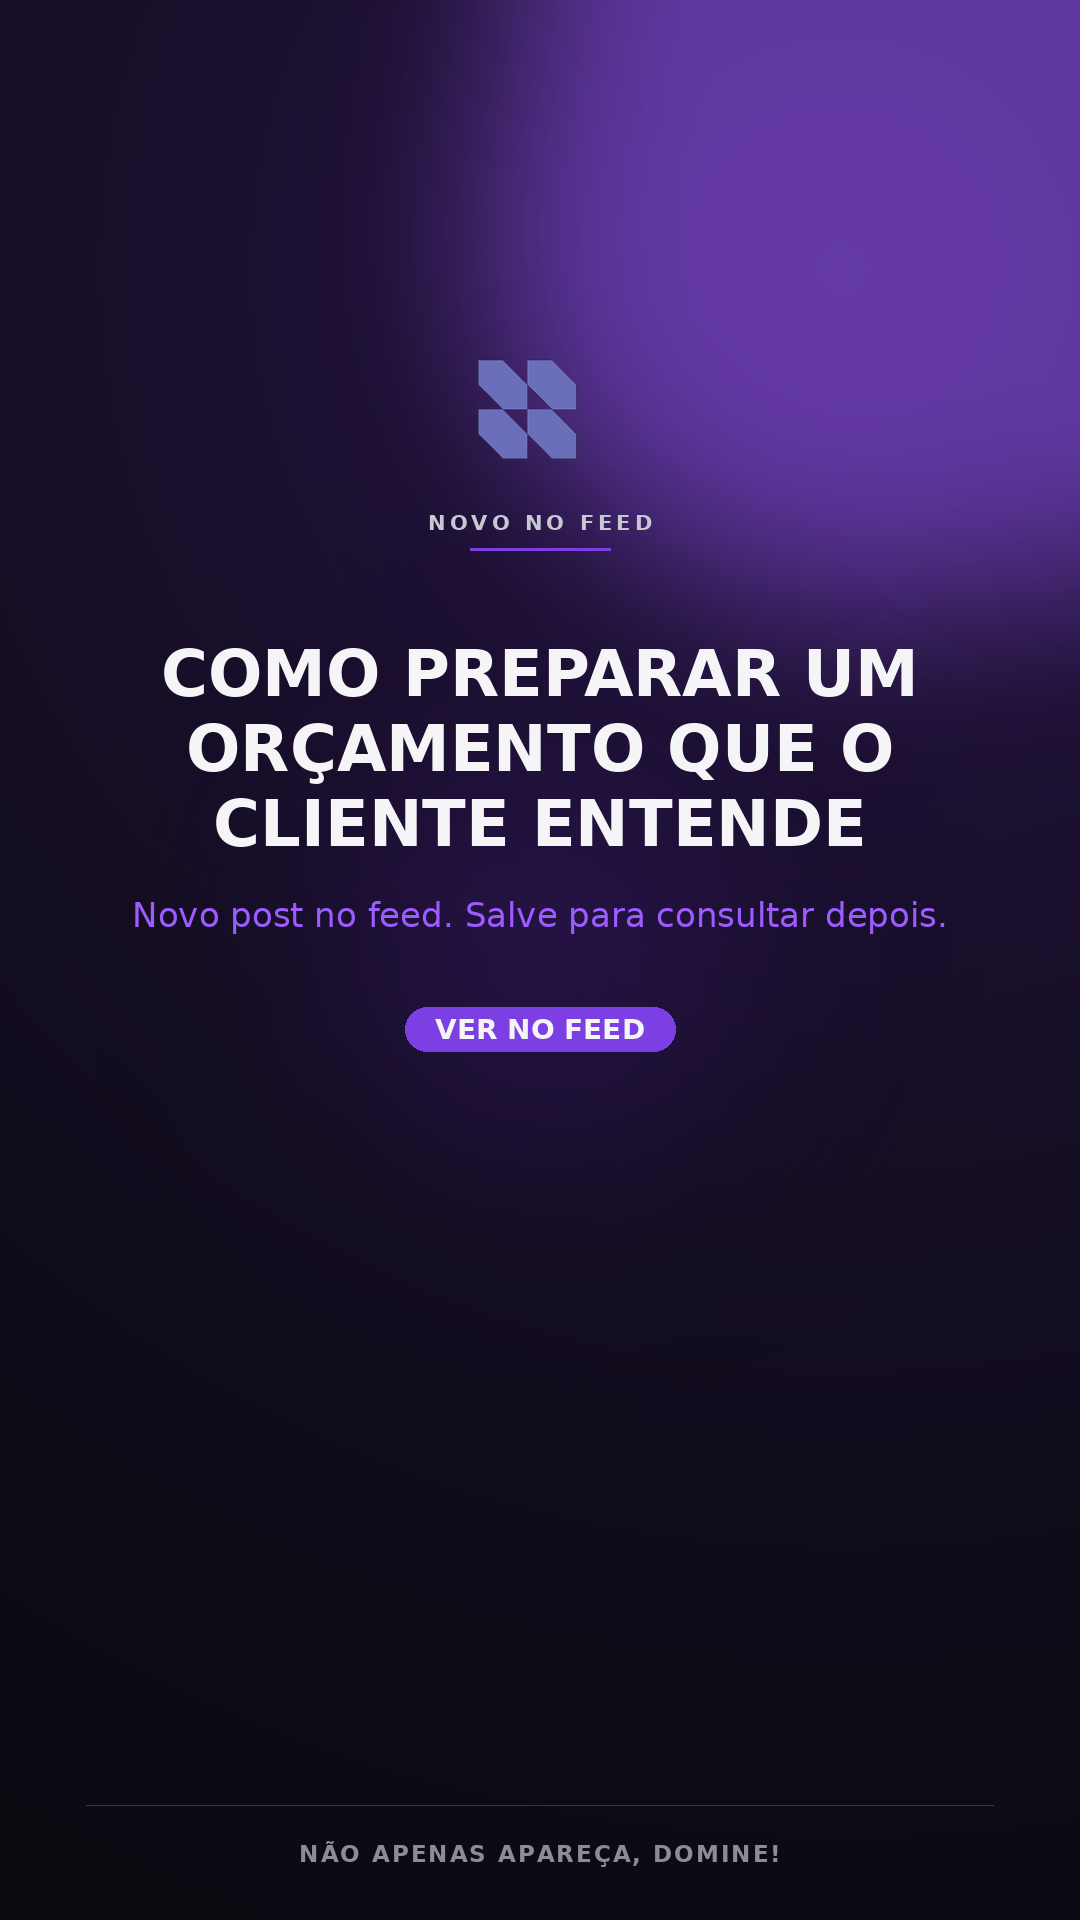 NOVO NO FEED
COMO PREPARAR UM
ORÇAMENTO QUE O
CLIENTE ENTENDE
Novo post no feed. Salve para consultar depois.
VER NO FEED
NÃO APENAS APAREÇA, DOMINE!